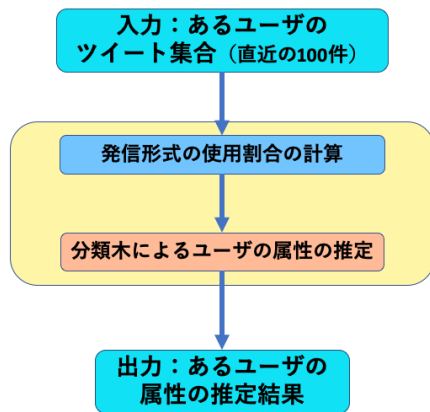 入力：あるユーザの
ツイート集合（直近の100件）
発信形式の使用割合の計算
分類木によるユーザの属性の推定
出力：あるユーザの
属性の推定結果